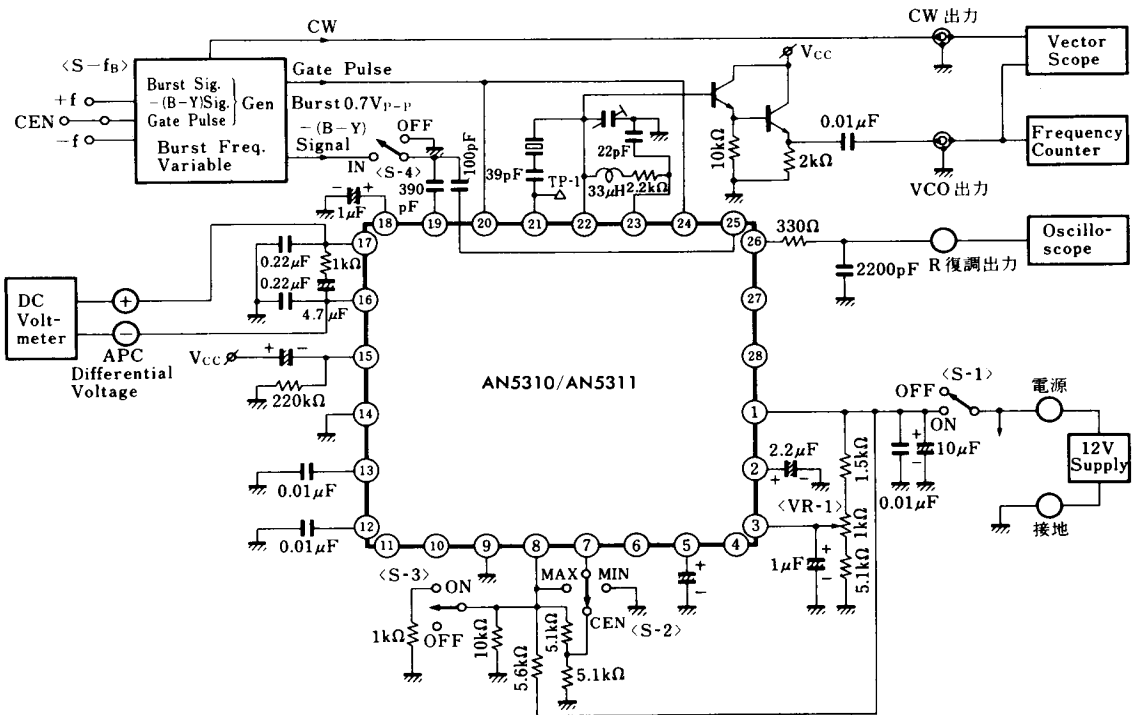 CW
CW 出力
Vector
Scope
<S-fB>
+f
CEN
-f
Burst Sig.
-(B-Y)Sig.
Gate Pulse
Gen
Burst Freq.
Variable
Gate Pulse
Burst 0.7VP-P
-(B-Y)
Signal
OFF
IN
<S-4>
390
pF
100pF
39pF
TP-1
22pF
33μH
2.2kΩ
VCC
10kΩ
2kΩ
0.01μF
VCO 出力
Frequency
Counter
-
+
1μF
18
19
20
21
22
23
24
25
26
330Ω
2200pF
R 復調出力
Oscillo-
scope
17
0.22μF
1kΩ
0.22μF
4.7μF
16
27
DC
Volt-
meter
+
-
APC
Differential
Voltage
VCC
+
-
15
220kΩ
28
AN5310/AN5311
14
1
<S-1>
OFF
ON
電源
12V
Supply
接地
+
-
10μF
0.01μF
13
0.01μF
2
2.2μF
+
-
1.5kΩ
<VR-1>
1kΩ
5.1kΩ
12
0.01μF
3
1μF
+
-
11
10
9
8
7
6
5
4
+
-
<S-3>
ON
OFF
1kΩ
10kΩ
5.6kΩ
5.1kΩ
5.1kΩ
MAX
MIN
CEN
<S-2>